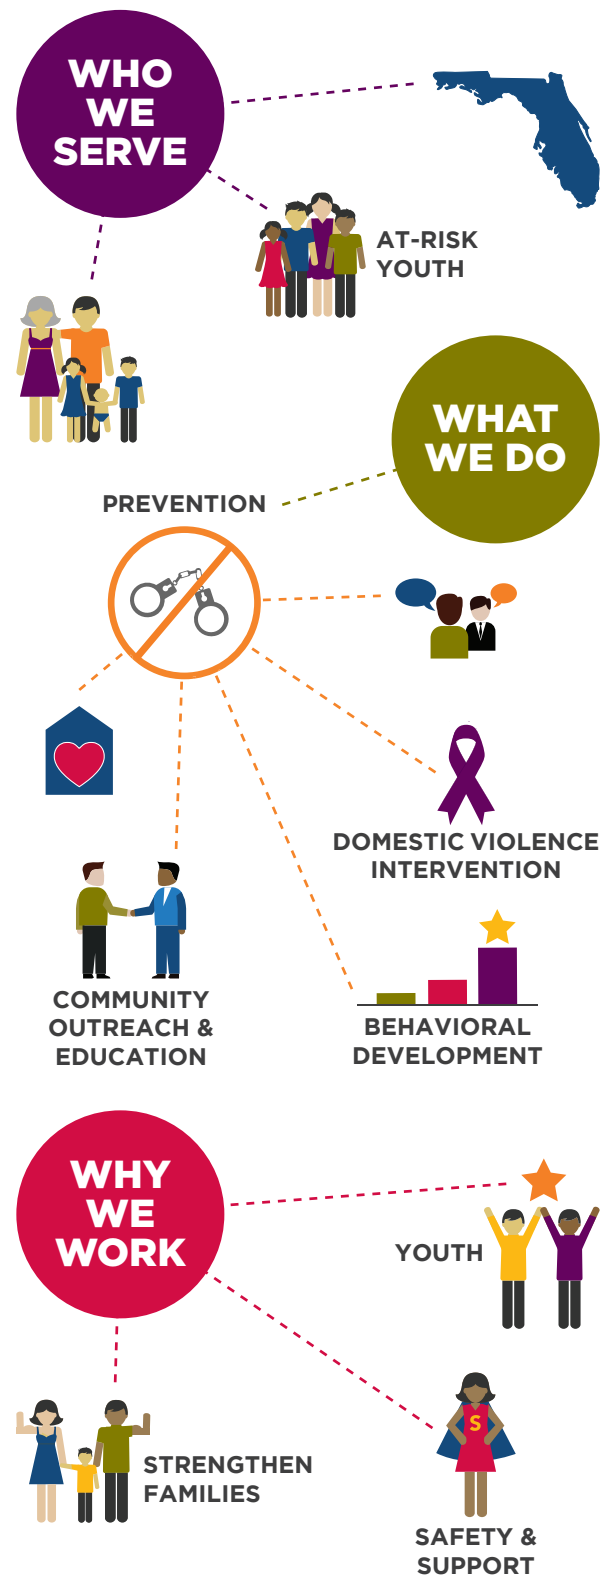 WHO
WE
SERVE
AT-RISK
YOUTH
WHAT
WE DO
PREVENTION
DOMESTIC VIOLENCE
INTERVENTION
COMMUNITY
OUTREACH &
EDUCATION
BEHAVIORAL
DEVELOPMENT
WHY
WE
WORK
YOUTH
S
STRENGTHEN
FAMILIES
SAFETY &
SUPPORT